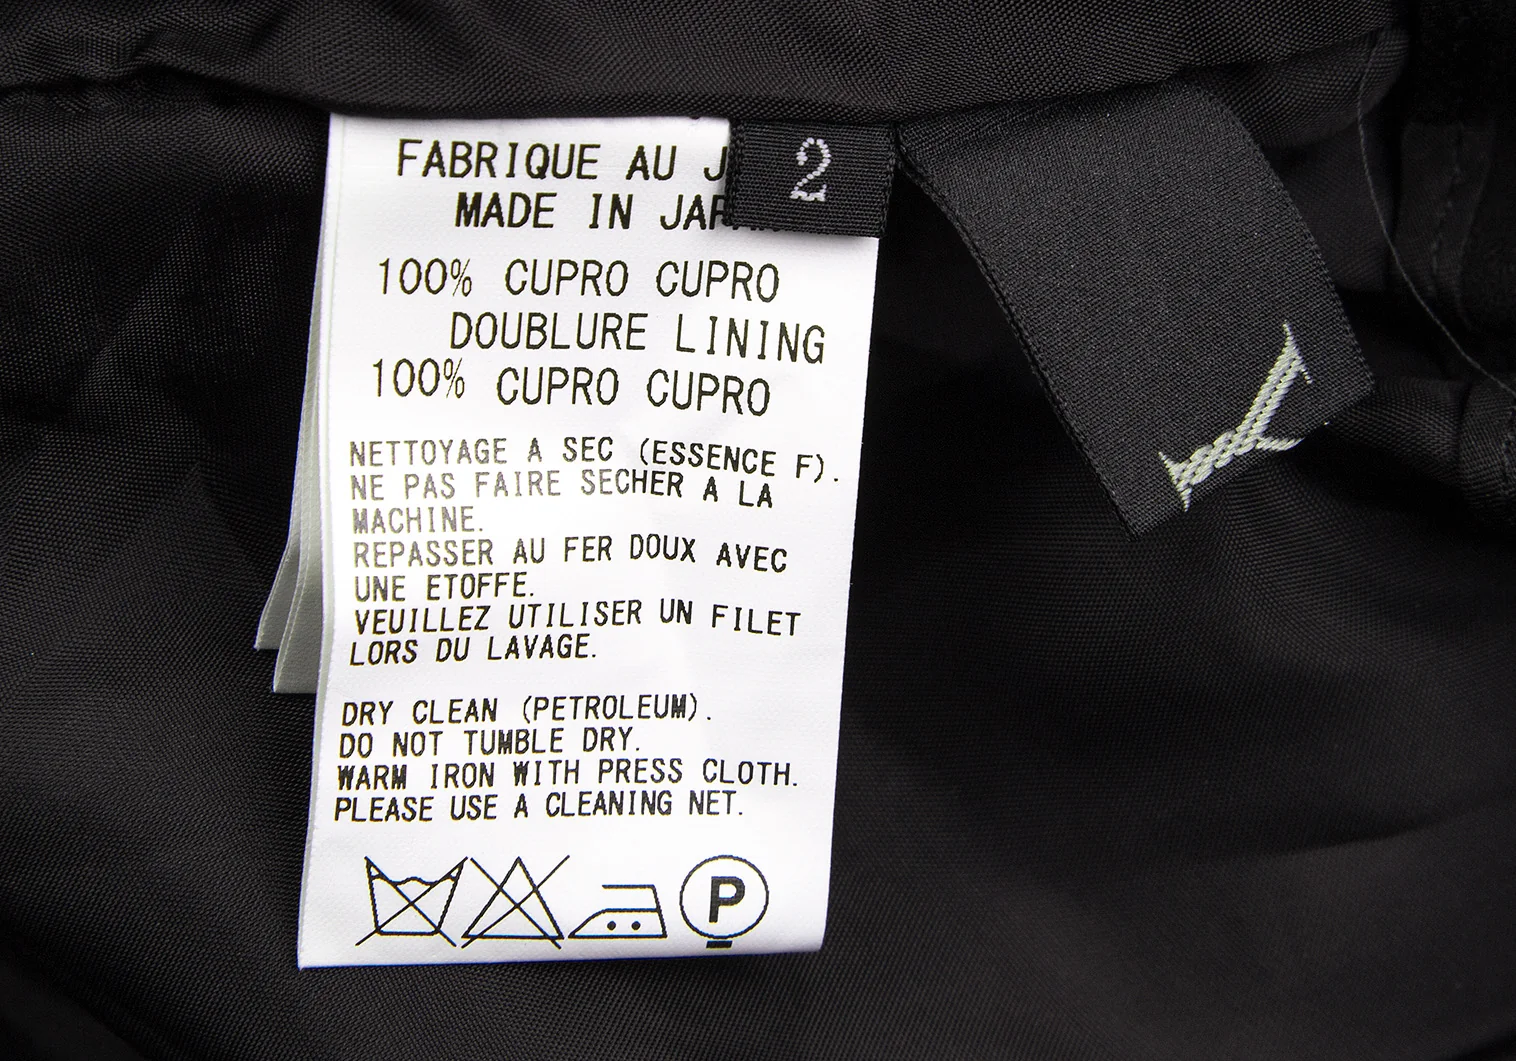 FABRIQUE AU J
2
MADE IN JAP
100% CUPRO CUPRO
DOUBLURE LINING
100% CUPRO CUPRO
NETTOYAGE A SEC (ESSENCE F).
NE PAS FAIRE SECHER A LA
MACHINE.
REPASSER AU FER DOUX AVEC
UNE ETOFFE.
VEUILLEZ UTILISER UN FILET
LORS DU LAVAGE.
DRY CLEAN (PETROLEUM).
DO NOT TUMBLE DRY.
WARM IRON WITH PRESS CLOTH.
PLEASE USE A CLEANING NET.
P
Y